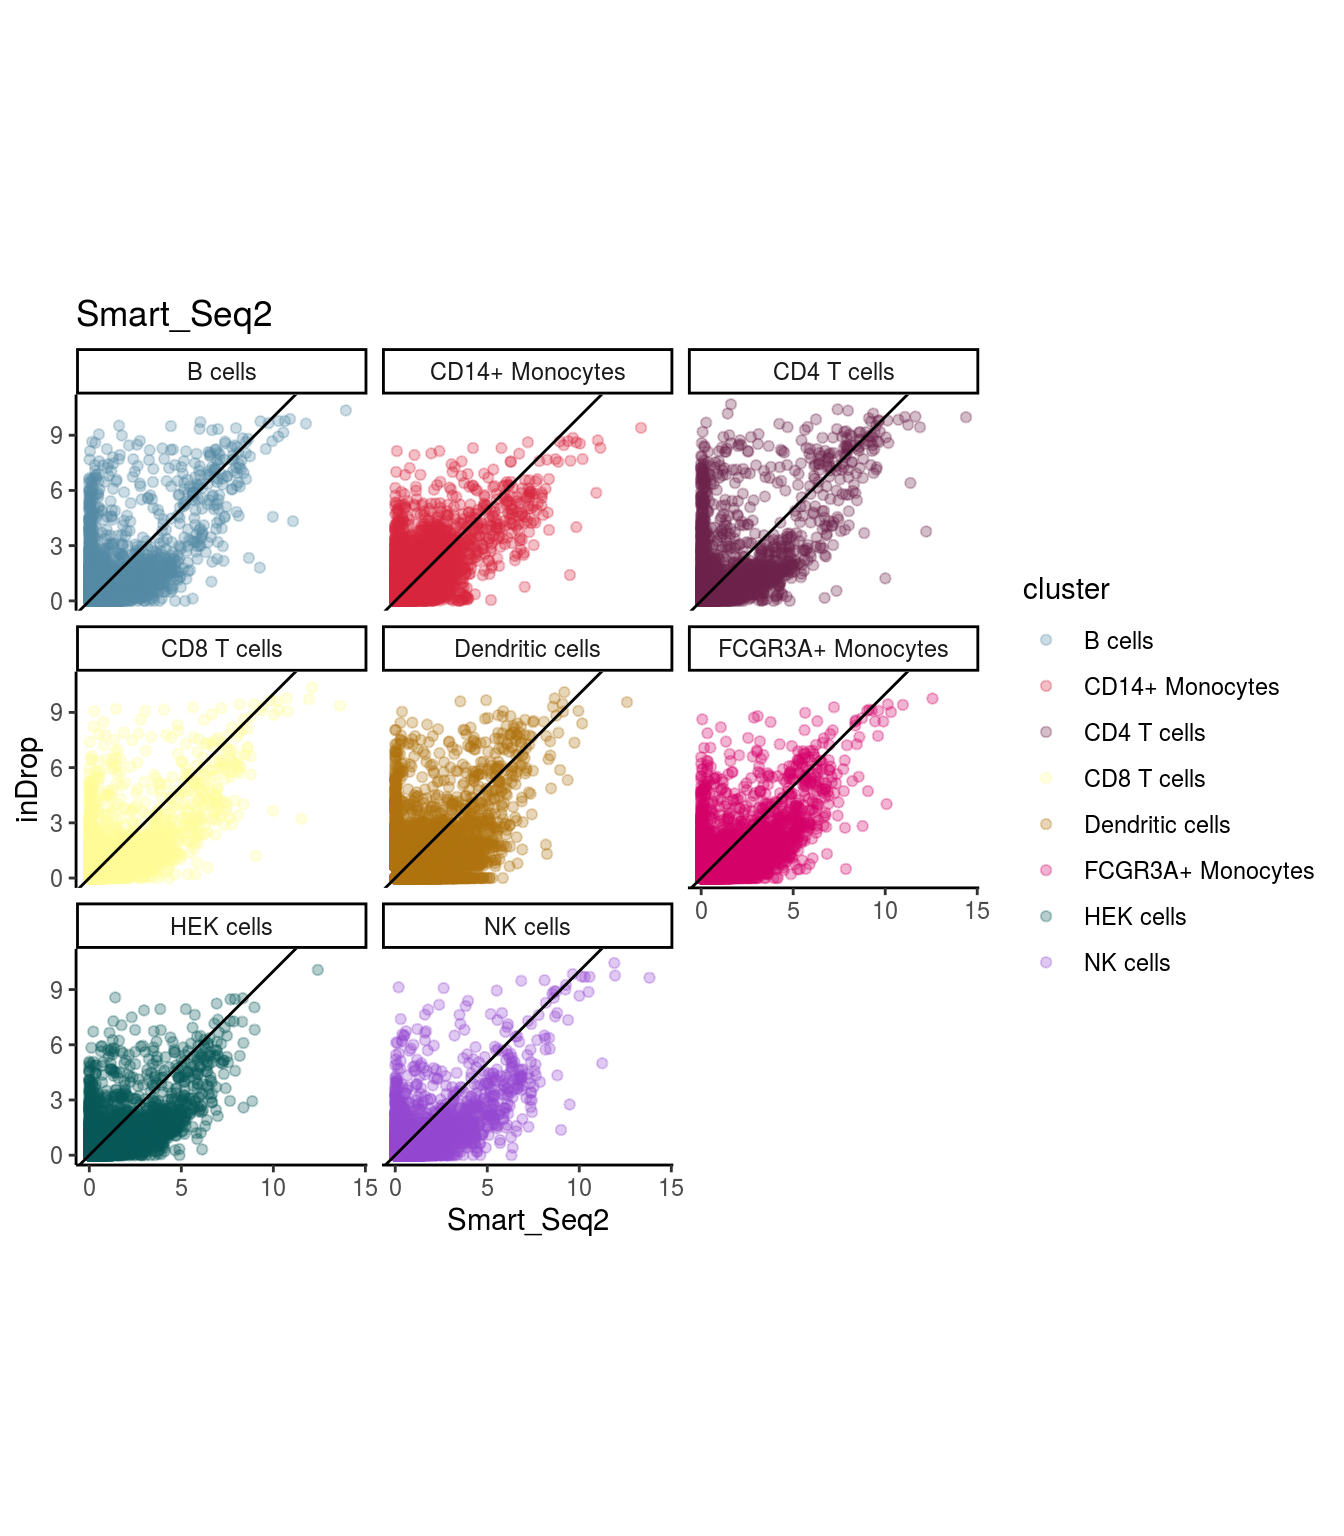 Smart_Seq2
B cells
CD14+ Monocytes
CD4 T cells
9
6
3
0
CD8 T cells
Dendritic cells
FCGR3A+ Monocytes
9
6
3
0
0 5 10 15
HEK cells
NK cells
9
6
3
0
0 5 10 15
0 5 10 15
inDrop
Smart_Seq2
cluster
B cells
CD14+ Monocytes
CD4 T cells
CD8 T cells
Dendritic cells
FCGR3A+ Monocytes
HEK cells
NK cells